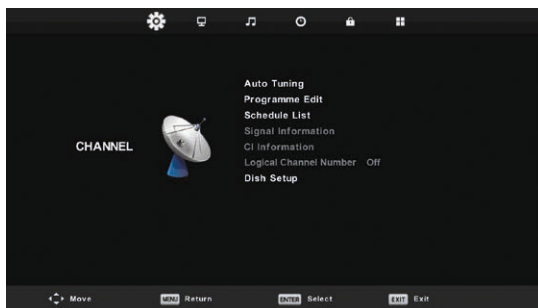 Auto Tuning
Programme Edit
Schedule List
Signal Information
CI Information
Logical Channel Number Off
Dish Setup
CHANNEL
Move MENU Return ENTER Select EXIT Exit